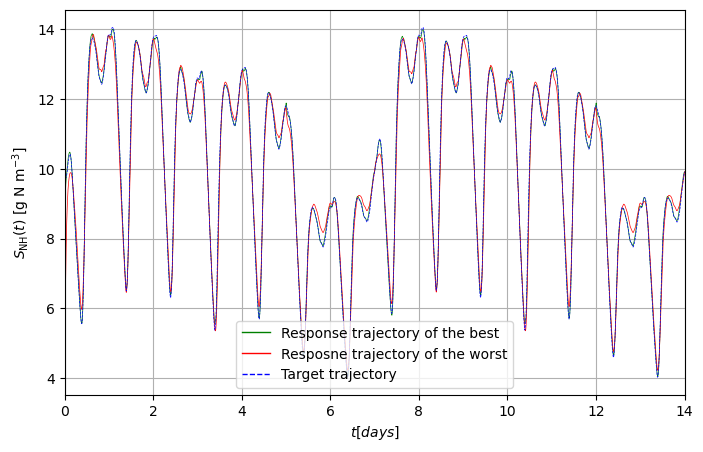 14
12
10
8
6
4
S_NH(t) [g N m^−3]
Response trajectory of the best
Resposne trajectory of the worst
Target trajectory
0 2 4 6 8 10 12 14
t[days]